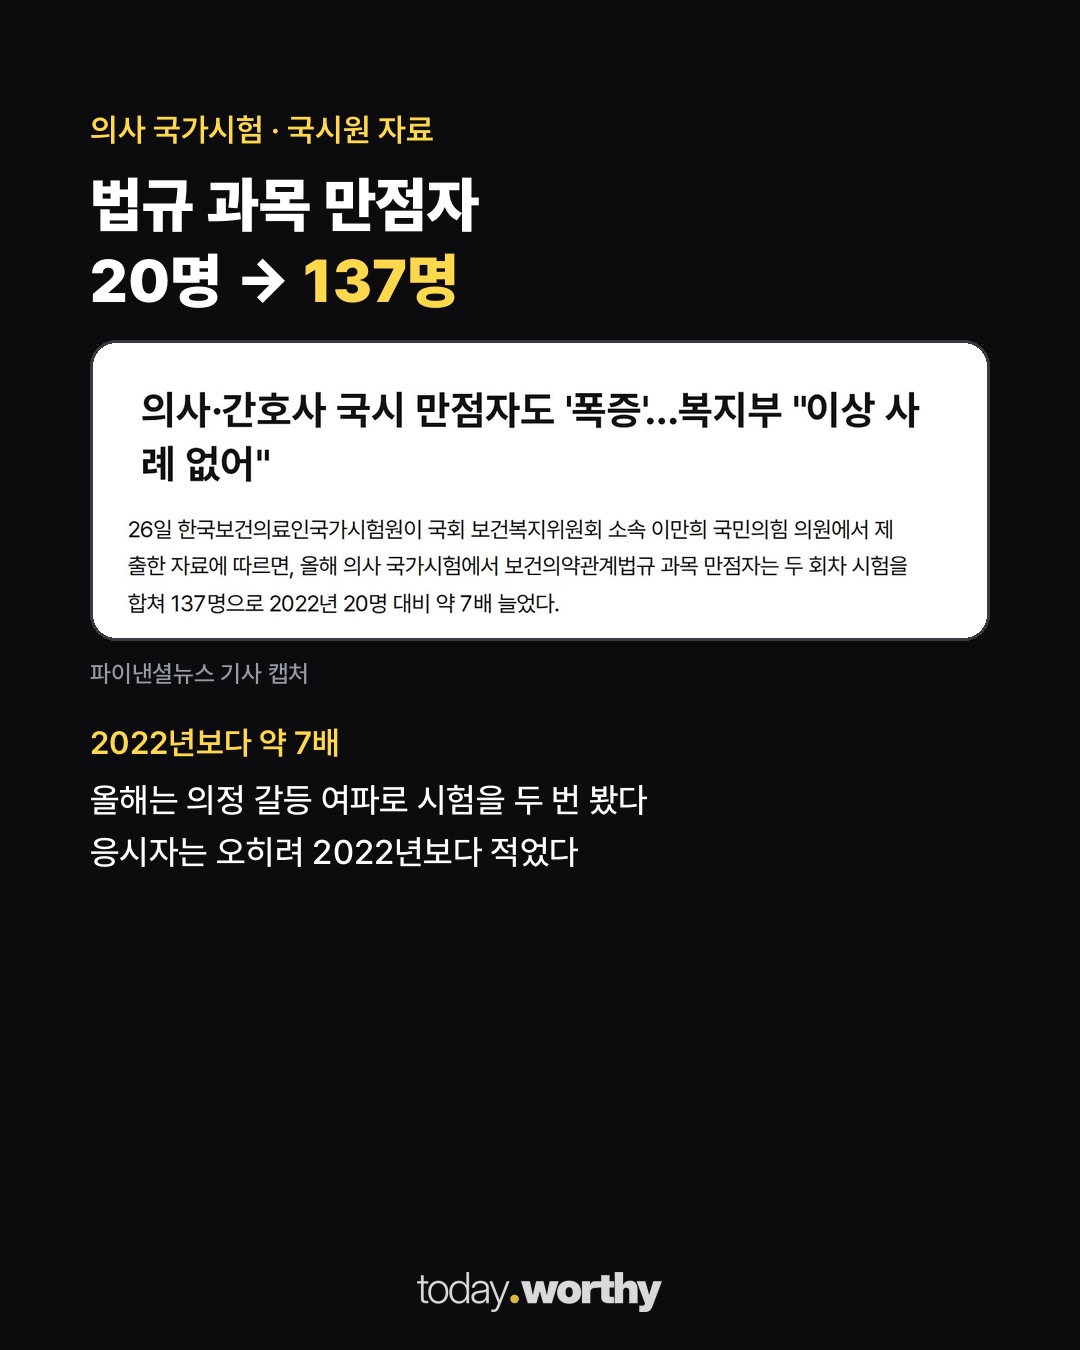 의사 국가시험 · 국시원 자료
법규 과목 만점자
20명 → 137명
의사·간호사 국시 만점자도 '폭증'...복지부 "이상 사
례 없어"
26일 한국보건의료인국가시험원이 국회 보건복지위원회 소속 이만희 국민의힘 의원에서 제
출한 자료에 따르면, 올해 의사 국가시험에서 보건의약관계법규 과목 만점자는 두 회차 시험을
합쳐 137명으로 2022년 20명 대비 약 7배 늘었다.
파이낸셜뉴스 기사 캡처
2022년보다 약 7배
올해는 의정 갈등 여파로 시험을 두 번 봤다
응시자는 오히려 2022년보다 적었다
today.worthy